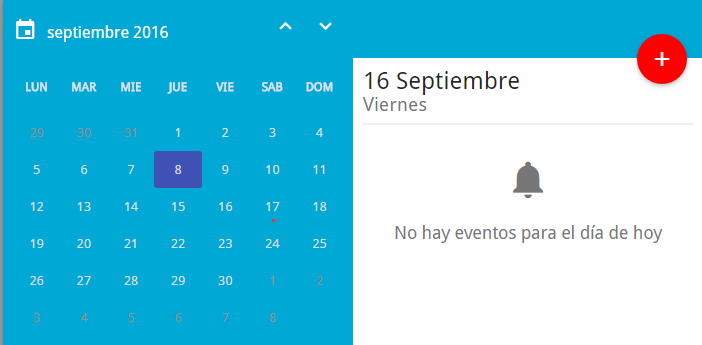 septiembre 2016
LUN MAR MIE JUE VIE SAB DOM
29 30 31 1 2 3 4
5 6 7 8 9 10 11
12 13 14 15 16 17 18
19 20 21 22 23 24 25
26 27 28 29 30 1 2
3 4 5 6 7 8
+
16 Septiembre
Viernes
No hay eventos para el día de hoy